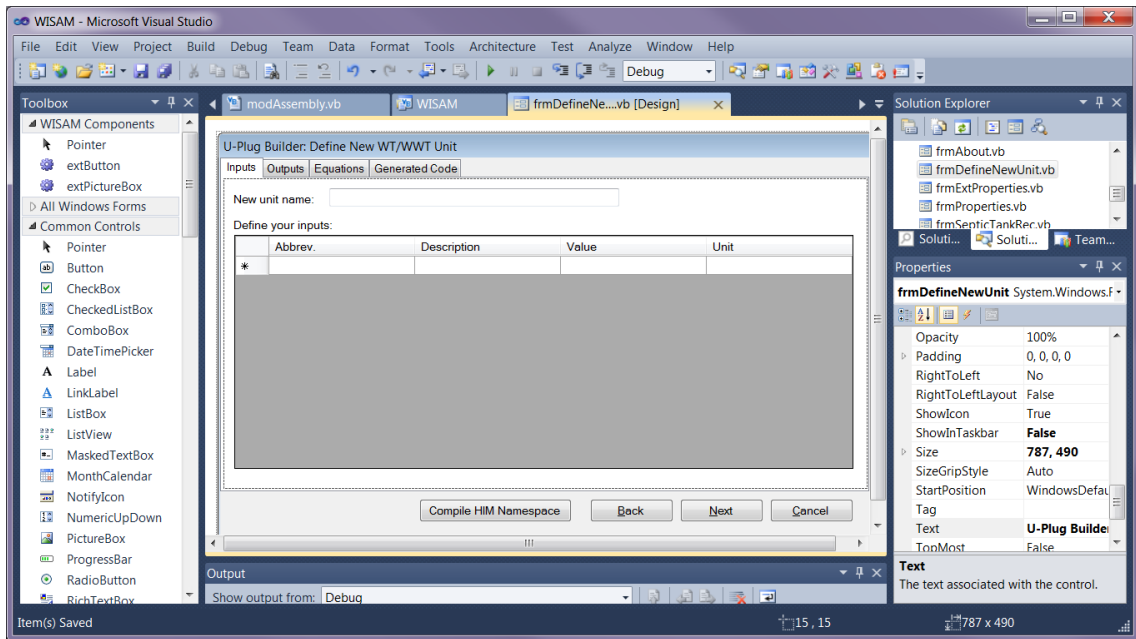 WISAM - Microsoft Visual Studio
File Edit View Project Build Debug Team Data Format Tools Architecture Test Analyze Window Help
Debug
Toolbox
WISAM Components
Pointer
extButton
extPictureBox
All Windows Forms
Common Controls
Pointer
Button
CheckBox
CheckedListBox
ComboBox
DateTimePicker
Label
LinkLabel
ListBox
ListView
MaskedTextBox
MonthCalendar
NotifyIcon
NumericUpDown
PictureBox
ProgressBar
RadioButton
RichTextBox
modAssembly.vb WISAM frmDefineNe....vb [Design]
U-Plug Builder: Define New WT/WWT Unit
Inputs Outputs Equations Generated Code
New unit name:
Define your inputs:
Abbrev. Description Value Unit
Compile HIM Namespace Back Next Cancel
Output
Show output from: Debug
Solution Explorer
frmAbout.vb
frmDefineNewUnit.vb
frmExtProperties.vb
frmProperties.vb
frmSepticTankRec.vb
Soluti... Soluti... Team...
Properties
frmDefineNewUnit System.Windows.F
Opacity 100%
Padding 0, 0, 0, 0
RightToLeft No
RightToLeftLayout False
ShowIcon True
ShowInTaskbar False
Size 787, 490
SizeGripStyle Auto
StartPosition WindowsDefau
Tag
Text U-Plug Builder
TopMost False
Text
The text associated with the control.
Item(s) Saved 15 , 15 787 x 490